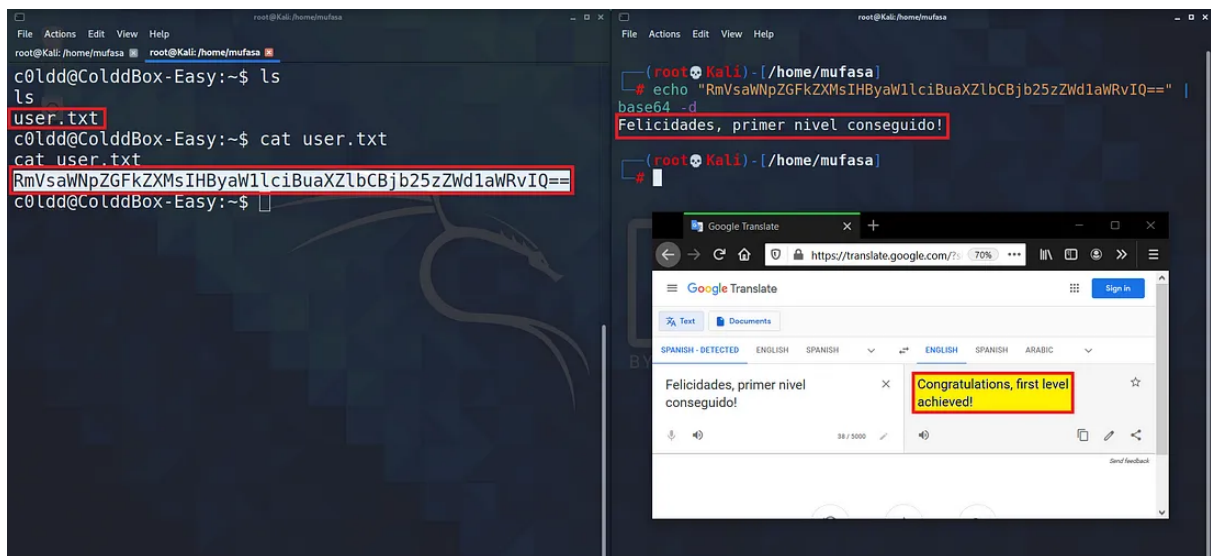 root@Kali:/home/mufasa
File Actions Edit View Help
root@Kali: /home/mufasa root@Kali: /home/mufasa
c0ldd@ColddBox-Easy:~$ ls
ls
user.txt
c0ldd@ColddBox-Easy:~$ cat user.txt
cat user.txt
RmVsaWNpZGFkZXMsIHByaW1lciBuaXZlbCBjb25zZWd1aWRvIQ==
c0ldd@ColddBox-Easy:~$
root@Kali:/home/mufasa
File Actions Edit View Help
(root Kali)-[/home/mufasa]
# echo "RmVsaWNpZGFkZXMsIHByaW1lciBuaXZlbCBjb25zZWd1aWRvIQ==" |
base64 -d
Felicidades, primer nivel conseguido!
(root Kali)-[/home/mufasa]
#
BY
Google Translate
https://translate.google.com/?s 70%
Google Translate
Sign in
Text Documents
SPANISH - DETECTED ENGLISH SPANISH ENGLISH SPANISH ARABIC
Felicidades, primer nivel
conseguido!
Congratulations, first level
achieved!
38 / 5000
Send feedback